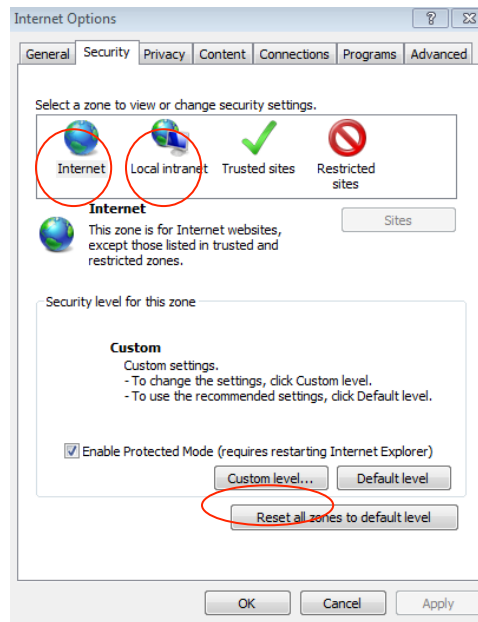 Internet Options
General Security Privacy Content Connections Programs Advanced
Select a zone to view or change security settings.
Internet Local intranet Trusted sites Restricted
sites
Internet
Sites
This zone is for Internet websites,
except those listed in trusted and
restricted zones.
Security level for this zone
Custom
Custom settings.
- To change the settings, click Custom level.
- To use the recommended settings, click Default level.
Enable Protected Mode (requires restarting Internet Explorer)
Custom level... Default level
Reset all zones to default level
OK Cancel Apply